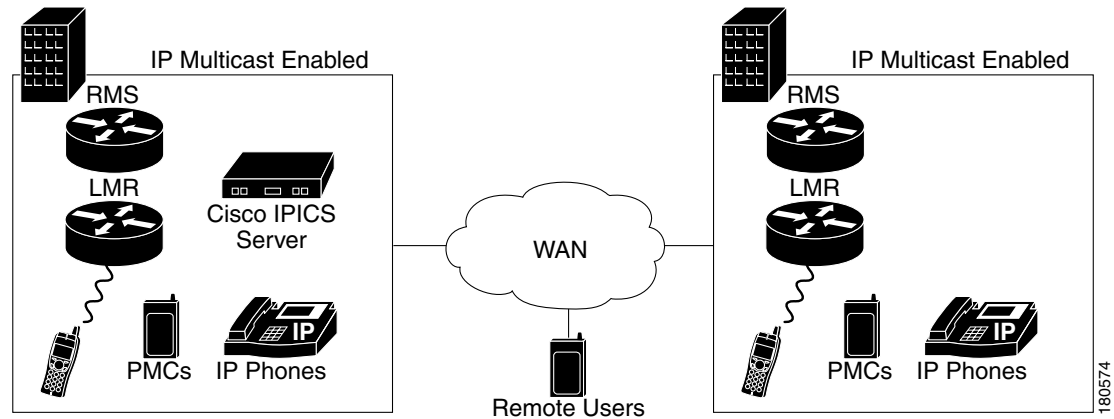 IP Multicast Enabled
RMS
LMR
Cisco IPICS
Server
IP
PMCs
IP Phones
WAN
Remote Users
IP Multicast Enabled
RMS
LMR
IP
PMCs
IP Phones
180574